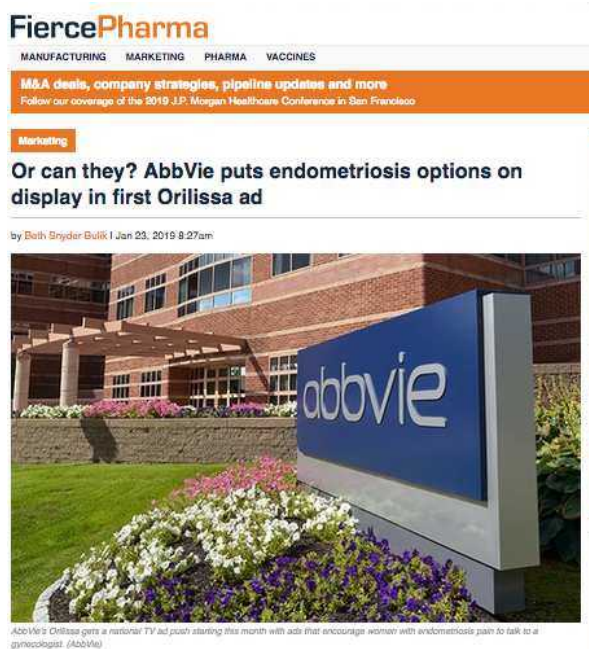 FiercePharma
MANUFACTURING MARKETING PHARMA VACCINES
M&A deals, company strategies, pipeline updates and more
Follow our coverage of the 2019 J.P. Morgan Healthcare Conference in San Francisco
Marketing
Or can they? AbbVie puts endometriosis options on
display in first Orilissa ad
by Beth Snyder Bulik | Jan 23, 2019 8:27am
abbvie
AbbVie's Orilissa gets a national TV ad push starting this month with ads that encourage women with endometriosis pain to talk to a
gynecologist. (AbbVie)